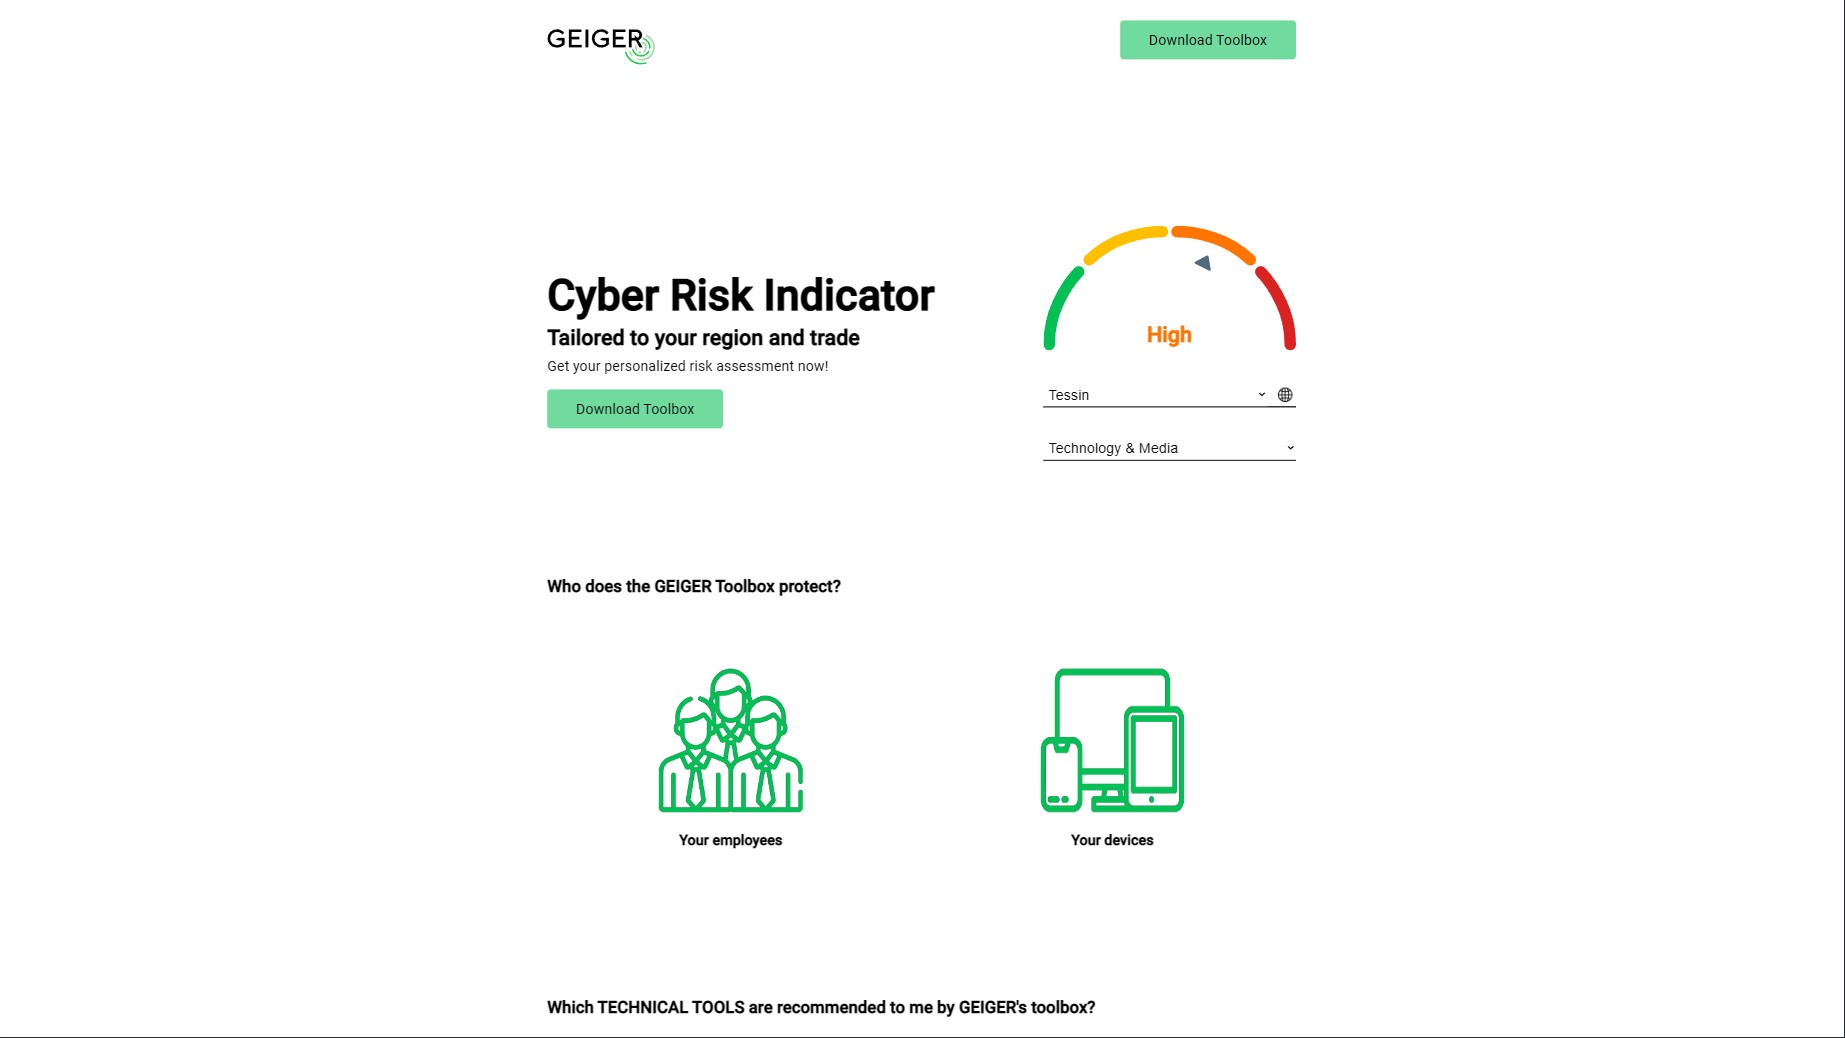 GEIGER
Download Toolbox
Cyber Risk Indicator
Tailored to your region and trade
Get your personalized risk assessment now!
Download Toolbox
High
Tessin
Technology & Media
Who does the GEIGER Toolbox protect?
Your employees
Your devices
Which TECHNICAL TOOLS are recommended to me by GEIGER's toolbox?